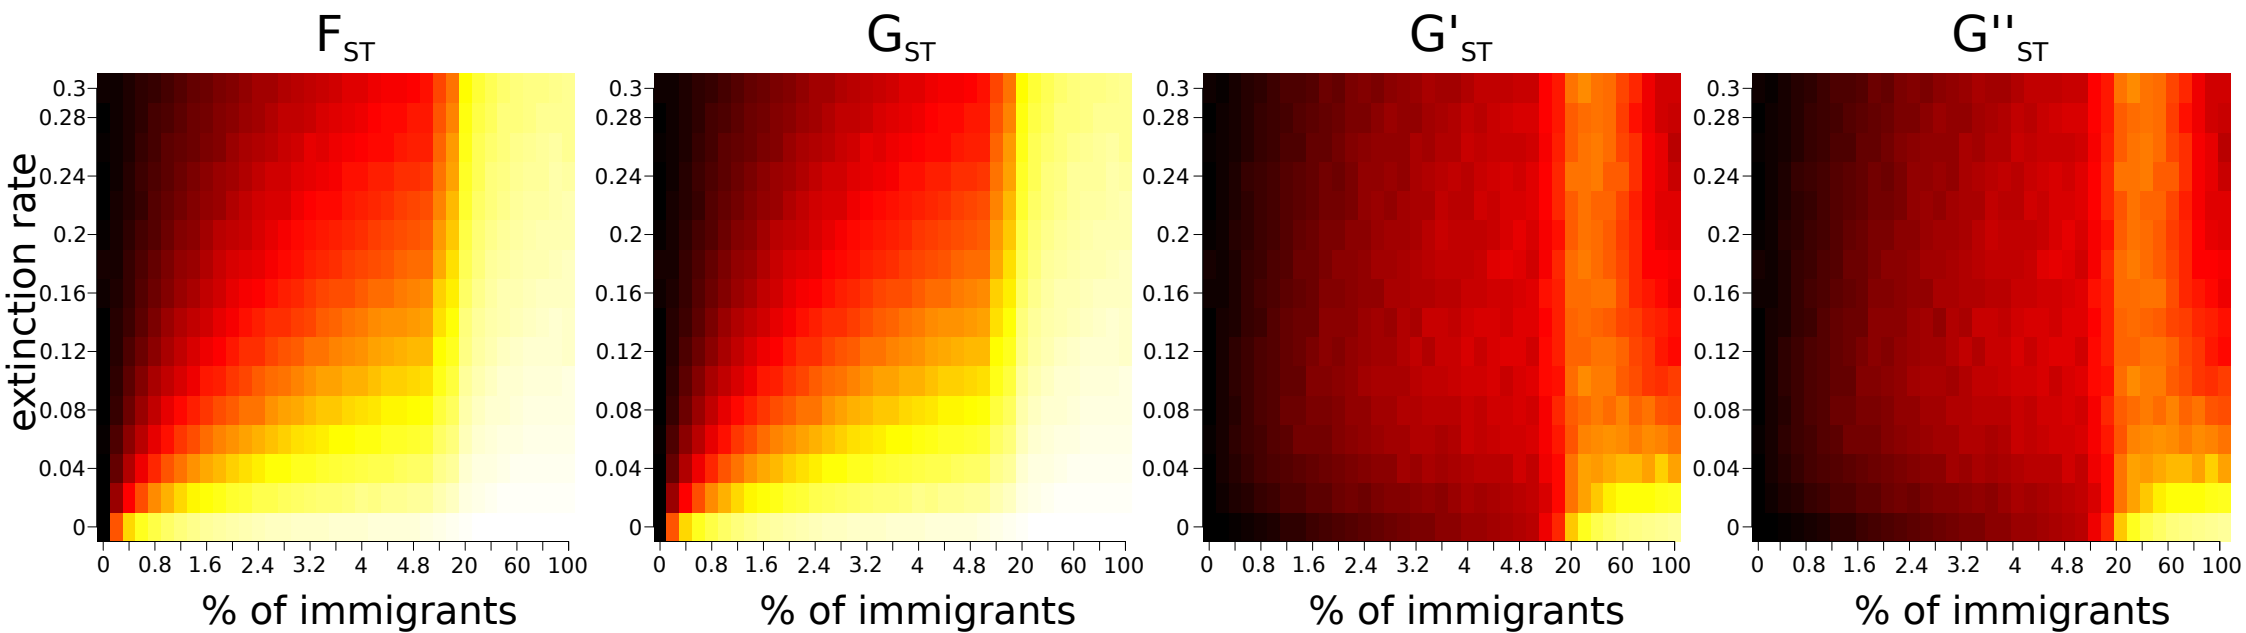 F_ST G_ST G'_ST G''_ST
extinction rate
0.3 0.3 0.3 0.3
0.28 0.28 0.28 0.28
0.24 0.24 0.24 0.24
0.2 0.2 0.2 0.2
0.16 0.16 0.16 0.16
0.12 0.12 0.12 0.12
0.08 0.08 0.08 0.08
0.04 0.04 0.04 0.04
0 0 0 0
0 0.8 1.6 2.4 3.2 4 4.8 20 60 100 0 0.8 1.6 2.4 3.2 4 4.8 20 60 100 0 0.8 1.6 2.4 3.2 4 4.8 20 60 100 0 0.8 1.6 2.4 3.2 4 4.8 20 60 100
% of immigrants % of immigrants % of immigrants % of immigrants